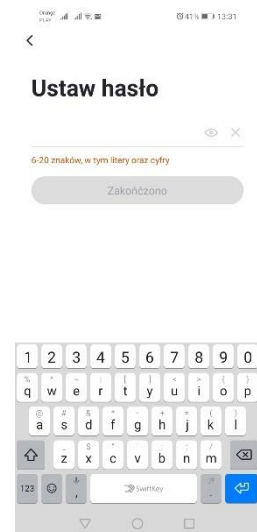 Orange
PLAY
41% 13:31
Ustaw hasło
6-20 znaków, w tym litery oraz cyfry
Zakończono
1 2 3 4 5 6 7 8 9 0
q w e r t y u i o p
a s d f g h j k l
z x c v b n m
123 , SwiftKey .